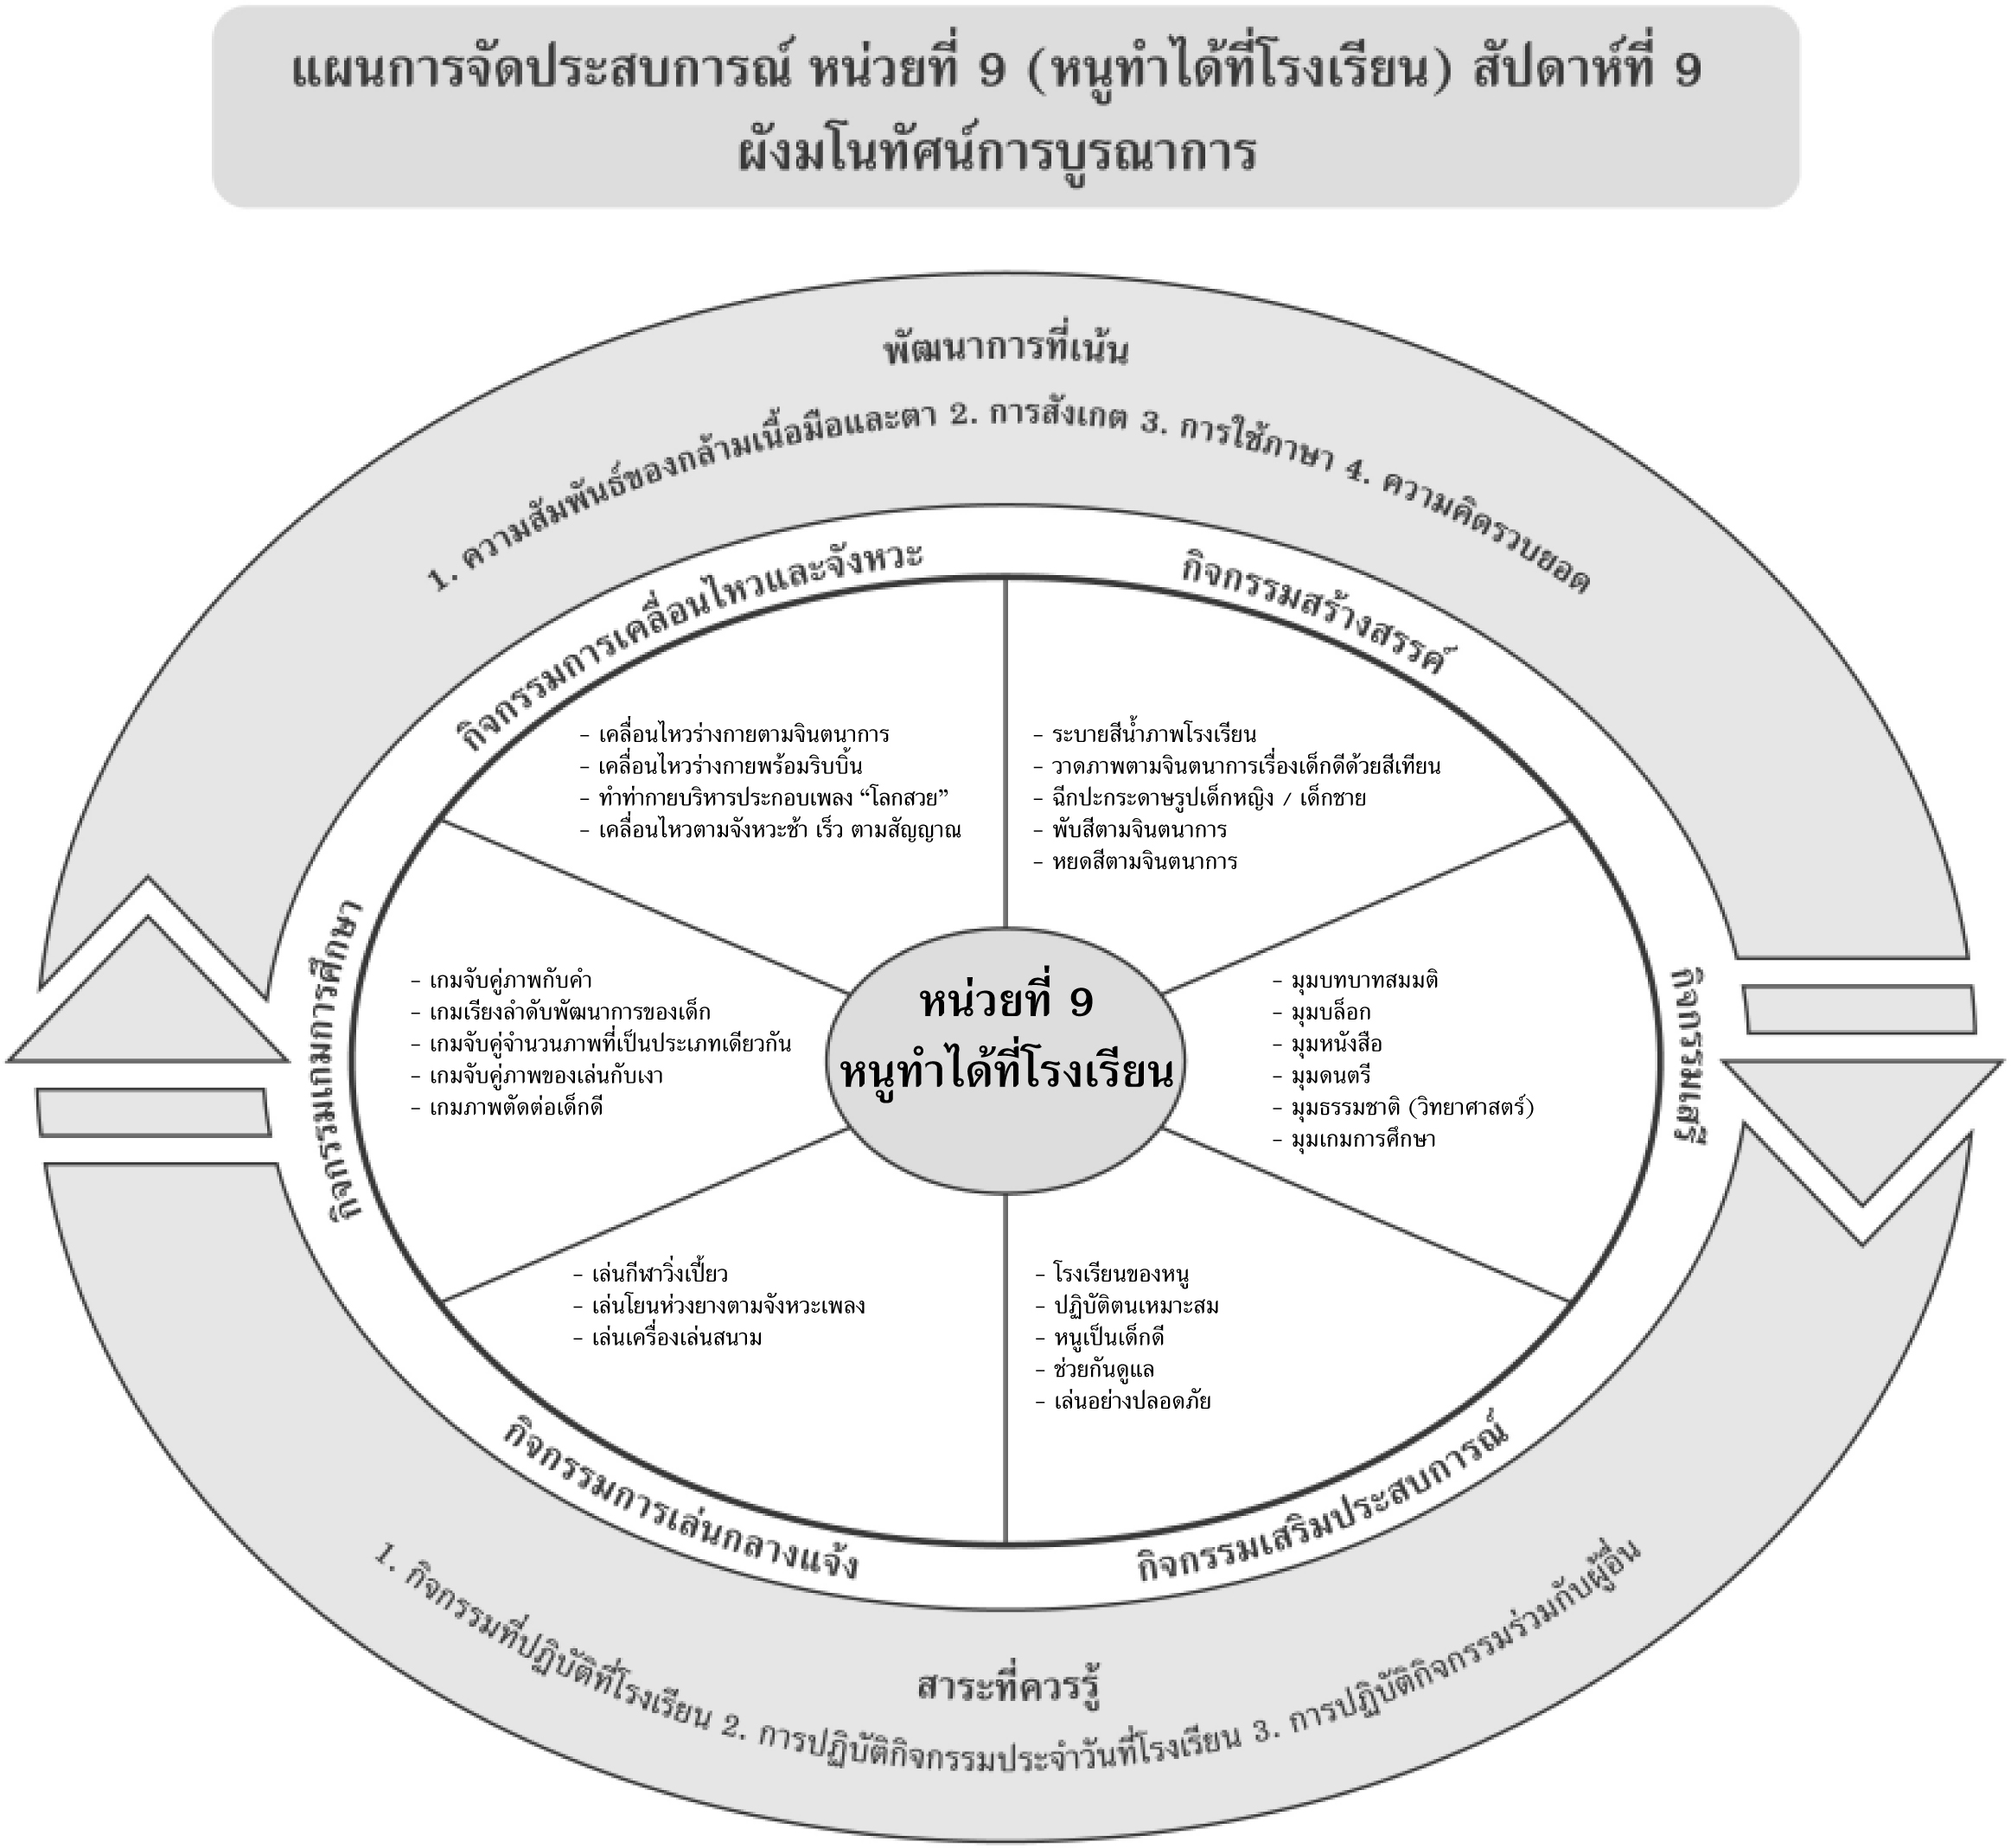 แผนการจัดประสบการณ์ หน่วยที่ 9 (หนูทำได้ที่โรงเรียน) สัปดาห์ที่ 9
ผังมโนทัศน์การบูรณาการ
พัฒนาการที่เน้น
1. ความสัมพันธ์ของกล้ามเนื้อมือและตา 2. การสังเกต 3. การใช้ภาษา 4. ความคิดรวบยอด
กิจกรรมการเคลื่อนไหวและจังหวะ
- เคลื่อนไหวร่างกายตามจินตนาการ
- เคลื่อนไหวร่างกายพร้อมริบบิ้น
- ทำท่ากายบริหารประกอบเพลง “โลกสวย”
- เคลื่อนไหวตามจังหวะช้า เร็ว ตามสัญญาณ
กิจกรรมสร้างสรรค์
- ระบายสีน้ำภาพโรงเรียน
- วาดภาพตามจินตนาการเรื่องเด็กดีด้วยสีเทียน
- ฉีกปะกระดาษรูปเด็กหญิง / เด็กชาย
- พับสีตามจินตนาการ
- หยดสีตามจินตนาการ
กิจกรรมเกมการศึกษา
- เกมจับคู่ภาพกับคำ
- เกมเรียงลำดับพัฒนาการของเด็ก
- เกมจับคู่จำนวนภาพที่เป็นประเภทเดียวกัน
- เกมจับคู่ภาพของเล่นกับเงา
- เกมภาพตัดต่อเด็กดี
หน่วยที่ 9
หนูทำได้ที่โรงเรียน
กิจกรรมเสรี
- มุมบทบาทสมมติ
- มุมบล็อก
- มุมหนังสือ
- มุมดนตรี
- มุมธรรมชาติ (วิทยาศาสตร์)
- มุมเกมการศึกษา
กิจกรรมการเล่นกลางแจ้ง
- เล่นกีฬาวิ่งเปี้ยว
- เล่นโยนห่วงยางตามจังหวะเพลง
- เล่นเครื่องเล่นสนาม
กิจกรรมเสริมประสบการณ์
- โรงเรียนของหนู
- ปฏิบัติตนเหมาะสม
- หนูเป็นเด็กดี
- ช่วยกันดูแล
- เล่นอย่างปลอดภัย
สาระที่ควรรู้
1. กิจกรรมที่ปฏิบัติที่โรงเรียน 2. การปฏิบัติกิจกรรมประจำวันที่โรงเรียน 3. การปฏิบัติกิจกรรมร่วมกับผู้อื่น